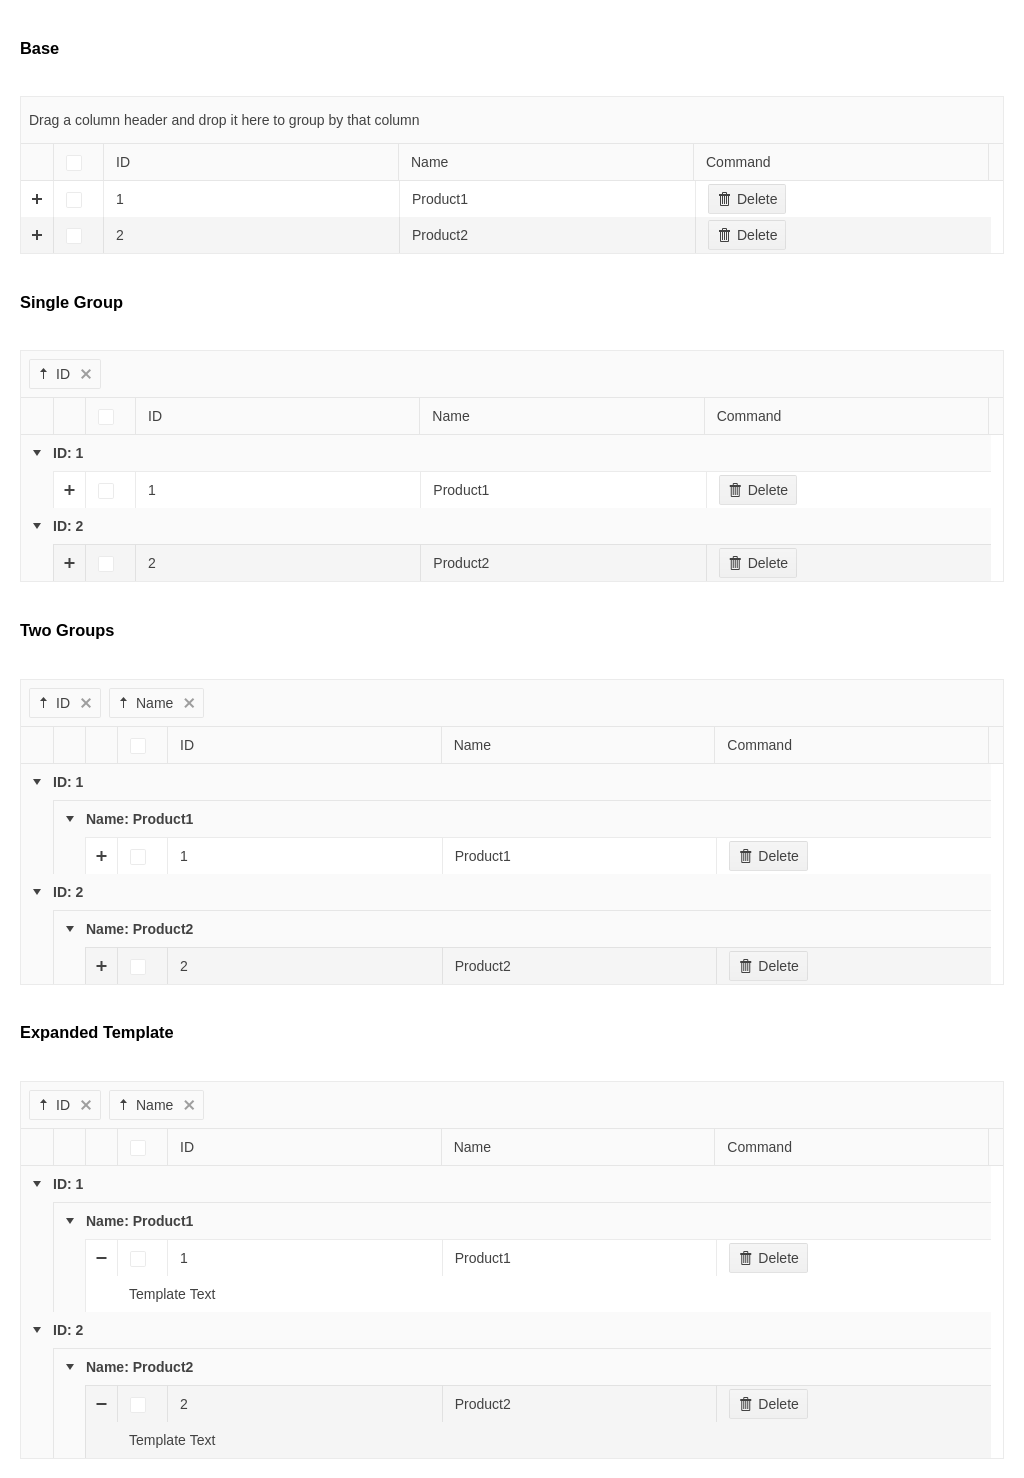 Base
Drag a column header and drop it here to group by that column
ID Name Command
1 Product1 Delete
2 Product2 Delete
Single Group
ID
ID Name Command
ID: 1
1 Product1 Delete
ID: 2
2 Product2 Delete
Two Groups
ID Name
ID Name Command
ID: 1
Name: Product1
1 Product1 Delete
ID: 2
Name: Product2
2 Product2 Delete
Expanded Template
ID Name
ID Name Command
ID: 1
Name: Product1
1 Product1 Delete
Template Text
ID: 2
Name: Product2
2 Product2 Delete
Template Text